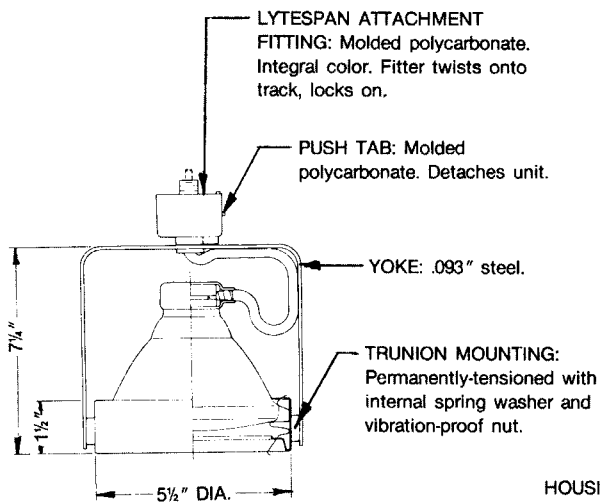 LYTESPAN ATTACHMENT
FITTING: Molded polycarbonate.
Integral color. Fitter twists onto
track, locks on.
PUSH TAB: Molded
polycarbonate. Detaches unit.
YOKE: .093" steel.
7¼"
TRUNION MOUNTING:
Permanently-tensioned with
internal spring washer and
vibration-proof nut.
1½"
5½" DIA.
HOUSI